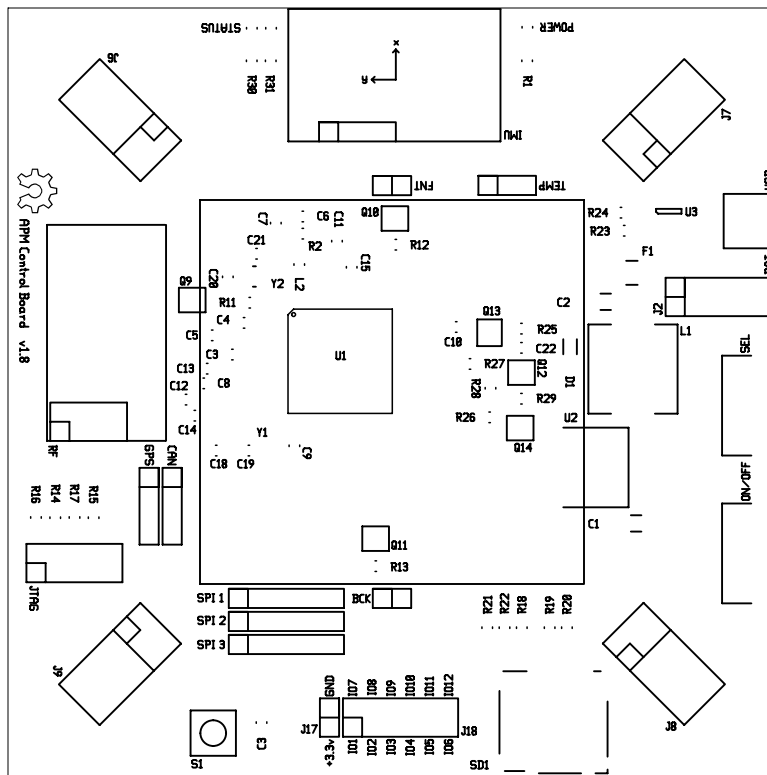 STATUS
POWER
J6
R30
R31
R1
X
J7
IMU
FNT
TEMP
APM Control Board v1.8
C7
C6
C11
Q10
R24
U3
R23
R2
R12
F1
C21
C15
Q9
C20
Y2
L2
R11
C2
J2
C4
Q13
C5
C10
R25
L1
SEL
C3
U1
C22
C13
R27
Q12
C12
C8
R28
D1
R29
R26
U2
C14
Y1
Q14
RF
GPS
CAN
C18
C19
C9
ON/OFF
R16
R14
R17
R15
C1
Q11
R13
JTAG
SPI 1
BCK
R21
R22
R18
R19
R20
SPI 2
SPI 3
J9
J8
GND
IO7
IO8
IO9
IO10
IO11
IO12
J17
J18
S1
C3
+3.3v
IO1
IO2
IO3
IO4
IO5
IO6
SD1